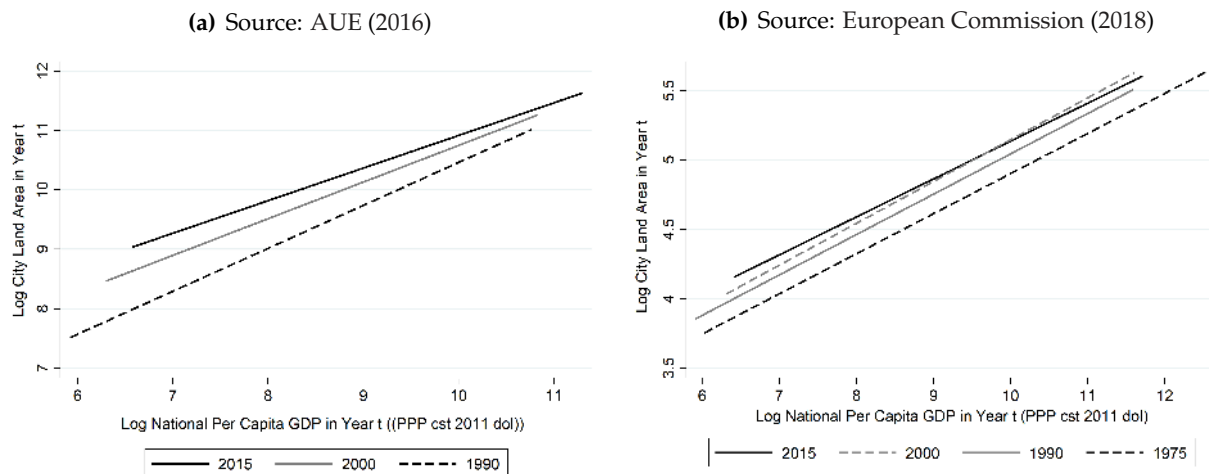 (a) Source: AUE (2016)
Log City Land Area in Year t
12
11
10
9
8
7
6 7 8 9 10 11
Log National Per Capita GDP in Year t ((PPP cst 2011 dol))
2015 2000 1990
(b) Source: European Commission (2018)
Log City Land Area in Year t
5.5
5
4.5
4
3.5
6 7 8 9 10 11 12
Log National Per Capita GDP in Year t (PPP cst 2011 dol)
2015 2000 1990 1975